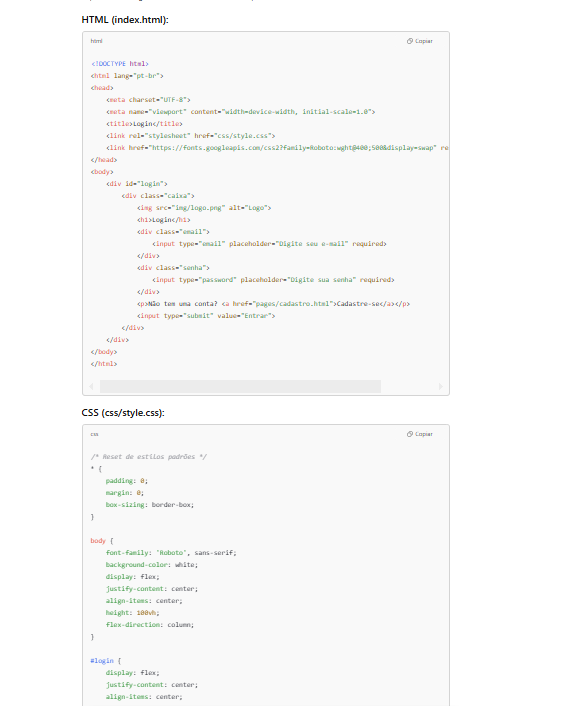 HTML (index.html):
html
Copiar
<!DOCTYPE html>
<html lang="pt-br">
<head>
<meta charset="UTF-8">
<meta name="viewport" content="width=device-width, initial-scale=1.0">
<title>Login</title>
<link rel="stylesheet" href="css/style.css">
<link href="https://fonts.googleapis.com/css2?family=Roboto:wght@400;500&display=swap" re
</head>
<body>
<div id="login">
<div class="caixa">
<img src="img/logo.png" alt="Logo">
<h1>Login</h1>
<div class="email">
<input type="email" placeholder="Digite seu e-mail" required>
</div>
<div class="senha">
<input type="password" placeholder="Digite sua senha" required>
</div>
<p>Não tem uma conta? <a href="pages/cadastro.html">Cadastre-se</a></p>
<input type="submit" value="Entrar">
</div>
</div>
</body>
</html>
CSS (css/style.css):
css
Copiar
/* Reset de estilos padrões */
* {
padding: 0;
margin: 0;
box-sizing: border-box;
}
body {
font-family: 'Roboto', sans-serif;
background-color: white;
display: flex;
justify-content: center;
align-items: center;
height: 100vh;
flex-direction: column;
}
#login {
display: flex;
justify-content: center;
align-items: center;